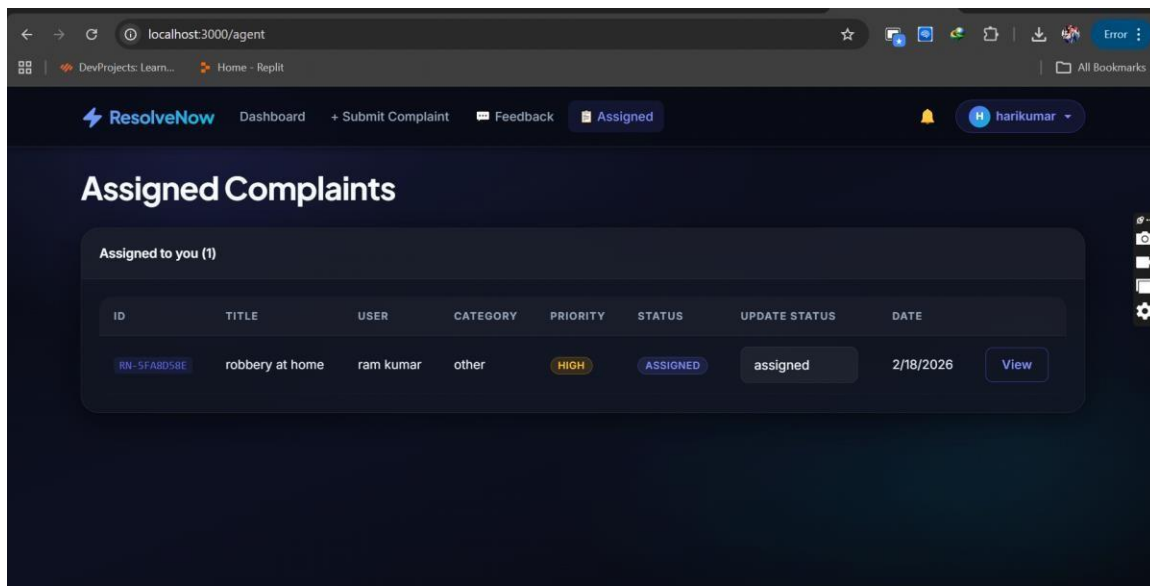 localhost:3000/agent
Error
DevProjects: Learn...
Home - Replit
All Bookmarks
ResolveNow Dashboard + Submit Complaint Feedback Assigned H harikumar
Assigned Complaints
Assigned to you (1)
ID TITLE USER CATEGORY PRIORITY STATUS UPDATE STATUS DATE
RN-5FA8D58E robbery at home ram kumar other HIGH ASSIGNED assigned 2/18/2026 View